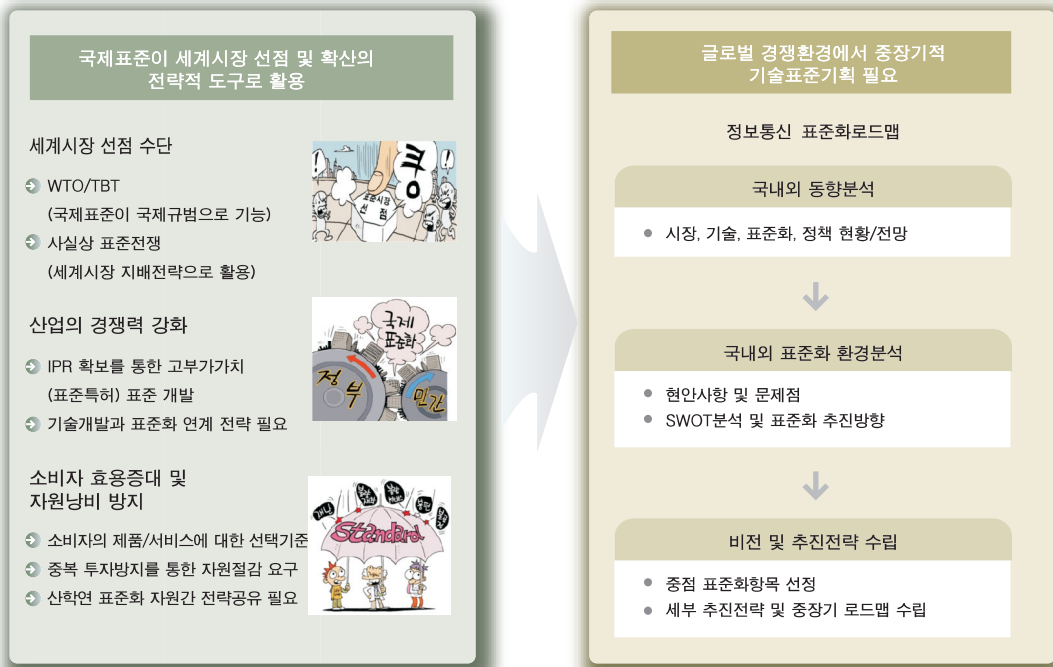 국제표준이 세계시장 선점 및 확산의
전략적 도구로 활용
세계시장 선점 수단
WTO/TBT
(국제표준이 국제규범으로 기능)
사실상 표준전쟁
(세계시장 지배전략으로 활용)
!
쿵
!
표준시장
선 점
산업의 경쟁력 강화
IPR 확보를 통한 고부가가치
(표준특허) 표준 개발
기술개발과 표준화 연계 전략 필요
국제
표준화
정부
민간
소비자 효용증대 및
자원낭비 방지
소비자의 제품/서비스에 대한 선택기준
중복 투자방지를 통한 자원절감 요구
산학연 표준화 자원간 전략공유 필요
Standard
글로벌 경쟁환경에서 중장기적
기술표준기획 필요
정보통신 표준화로드맵
국내외 동향분석
시장, 기술, 표준화, 정책 현황/전망
국내외 표준화 환경분석
현안사항 및 문제점
SWOT분석 및 표준화 추진방향
비전 및 추진전략 수립
중점 표준화항목 선정
세부 추진전략 및 중장기 로드맵 수립